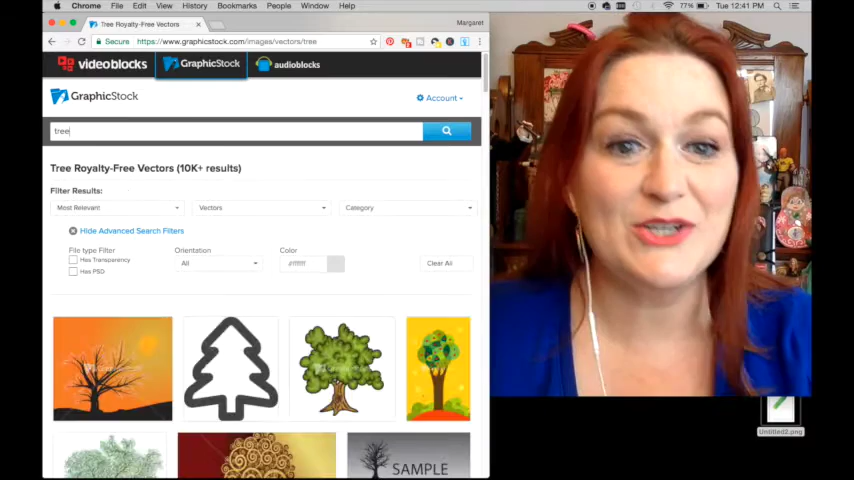 Chrome File Edit View History Bookmarks People Window Help
77% Tue 12:41 PM
Tree Royalty-Free Vectors
Margaret
Secure https://www.graphicstock.com/images/vectors/tree
videoblocks GraphicStock audioblocks
GraphicStock
Account
tree
Tree Royalty-Free Vectors (10K+ results)
Filter Results:
Most Relevant Vectors Category
Hide Advanced Search Filters
File type Filter Orientation Color
Has Transparency
All #ffffff Clear All
Has PSD
SAMPLE
Untitled2.png